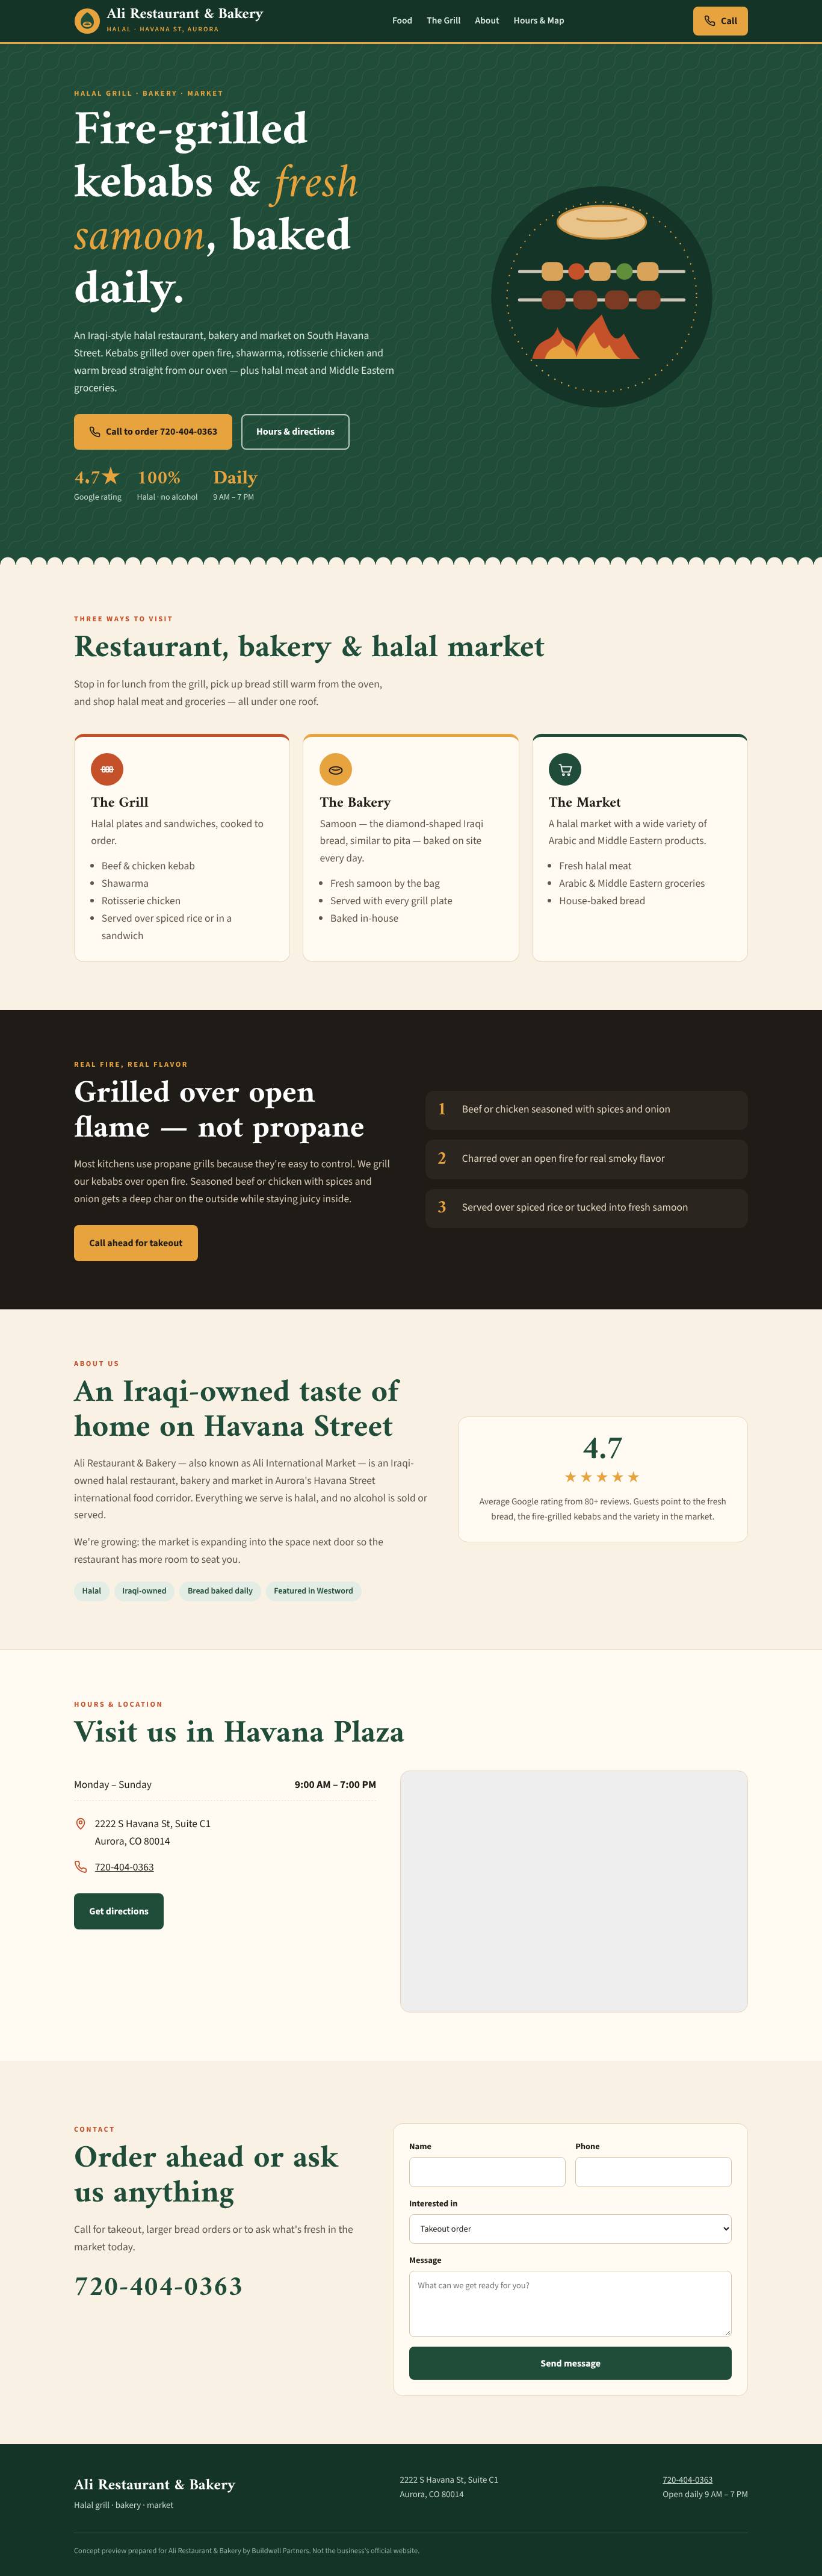 Ali Restaurant & Bakery
HALAL · HAVANA ST, AURORA
Food
The Grill
About
Hours & Map
Call
HALAL GRILL · BAKERY · MARKET
Fire-grilled
kebabs & fresh
samoon, baked
daily.
An Iraqi-style halal restaurant, bakery and market on South Havana
Street. Kebabs grilled over open fire, shawarma, rotisserie chicken and
warm bread straight from our oven — plus halal meat and Middle Eastern
groceries.
Call to order 720-404-0363
Hours & directions
4.7★
Google rating
100%
Halal · no alcohol
Daily
9 AM – 7 PM
THREE WAYS TO VISIT
Restaurant, bakery & halal market
Stop in for lunch from the grill, pick up bread still warm from the oven,
and shop halal meat and groceries — all under one roof.
The Grill
Halal plates and sandwiches, cooked to
order.
• Beef & chicken kebab
• Shawarma
• Rotisserie chicken
• Served over spiced rice or in a
sandwich
The Bakery
Samoon — the diamond-shaped Iraqi
bread, similar to pita — baked on site
every day.
• Fresh samoon by the bag
• Served with every grill plate
• Baked in-house
The Market
A halal market with a wide variety of
Arabic and Middle Eastern products.
• Fresh halal meat
• Arabic & Middle Eastern groceries
• House-baked bread
REAL FIRE, REAL FLAVOR
Grilled over open
flame — not propane
Most kitchens use propane grills because they're easy to control. We grill
our kebabs over open fire. Seasoned beef or chicken with spices and
onion gets a deep char on the outside while staying juicy inside.
Call ahead for takeout
1 Beef or chicken seasoned with spices and onion
2 Charred over an open fire for real smoky flavor
3 Served over spiced rice or tucked into fresh samoon
ABOUT US
An Iraqi-owned taste of
home on Havana Street
Ali Restaurant & Bakery — also known as Ali International Market — is an Iraqi-
owned halal restaurant, bakery and market in Aurora's Havana Street
international food corridor. Everything we serve is halal, and no alcohol is sold or
served.
We're growing: the market is expanding into the space next door so the
restaurant has more room to seat you.
Halal
Iraqi-owned
Bread baked daily
Featured in Westword
4.7
★★★★★
Average Google rating from 80+ reviews. Guests point to the fresh
bread, the fire-grilled kebabs and the variety in the market.
HOURS & LOCATION
Visit us in Havana Plaza
Monday – Sunday
9:00 AM – 7:00 PM
2222 S Havana St, Suite C1
Aurora, CO 80014
720-404-0363
Get directions
CONTACT
Order ahead or ask
us anything
Call for takeout, larger bread orders or to ask what's fresh in the
market today.
720-404-0363
Name
Phone
Interested in
Takeout order
Message
What can we get ready for you?
Send message
Ali Restaurant & Bakery
Halal grill · bakery · market
2222 S Havana St, Suite C1
Aurora, CO 80014
720-404-0363
Open daily 9 AM – 7 PM
Concept preview prepared for Ali Restaurant & Bakery by Buildwell Partners. Not the business's official website.